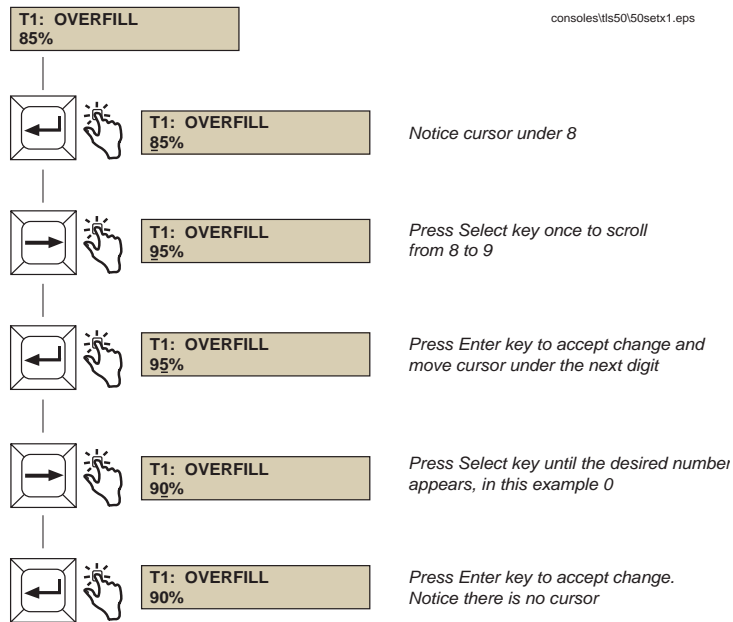 T1: OVERFILL
85%
consoles\tls50\50setx1.eps
T1: OVERFILL
85%
Notice cursor under 8
T1: OVERFILL
95%
Press Select key once to scroll
from 8 to 9
T1: OVERFILL
95%
Press Enter key to accept change and
move cursor under the next digit
T1: OVERFILL
90%
Press Select key until the desired number
appears, in this example 0
T1: OVERFILL
90%
Press Enter key to accept change.
Notice there is no cursor